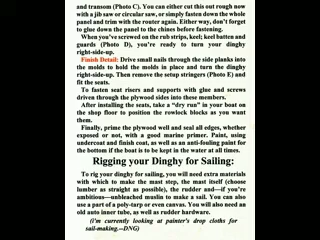 and transom (Photo C). You can either cut this out rough now
with a jib saw or circular saw, or simply fasten down the whole
panel and trim with the router again. Either way, don't forget
to glue down the panel to the chines before fastening.
When you've screwed on the rub strips, keel; keel batten and
guards (Photo D), you're ready to turn your dinghy
right-side-up.
Finish Detail: Drive small nails through the side planks into
the molds to hold the molds in place and turn the dinghy
right-side-up. Then remove the setup stringers (Photo E) and
fit the seats.
To fasten seat risers and supports with glue and screws
driven through the plywood sides into these members.
After installing the seats, take a “dry run” in your boat on
the shop floor to position the rowlock blocks as you want
them.
Finally, prime the plywood well and seal all edges, whether
exposed or not, with a good marine primer. Paint, using
undercoat and finish coat, as well as an anti-fouling paint for
the bottom if the boat is to be kept in the water at all times.
Rigging your Dinghy for Sailing:
To rig your dinghy for sailing, you will need extra materials
with which to make the mast step, the mast itself (choose
lumber as straight as possible), the rudder and—if you're
ambitious—unbleached muslin to make a sail. You can also
use a part of a poly-tarp or even canvas. You will also need an
old auto inner tube, as well as rudder hardware.
(i'm currently looking at painter's drop cloths for
sail-making.--DNG)